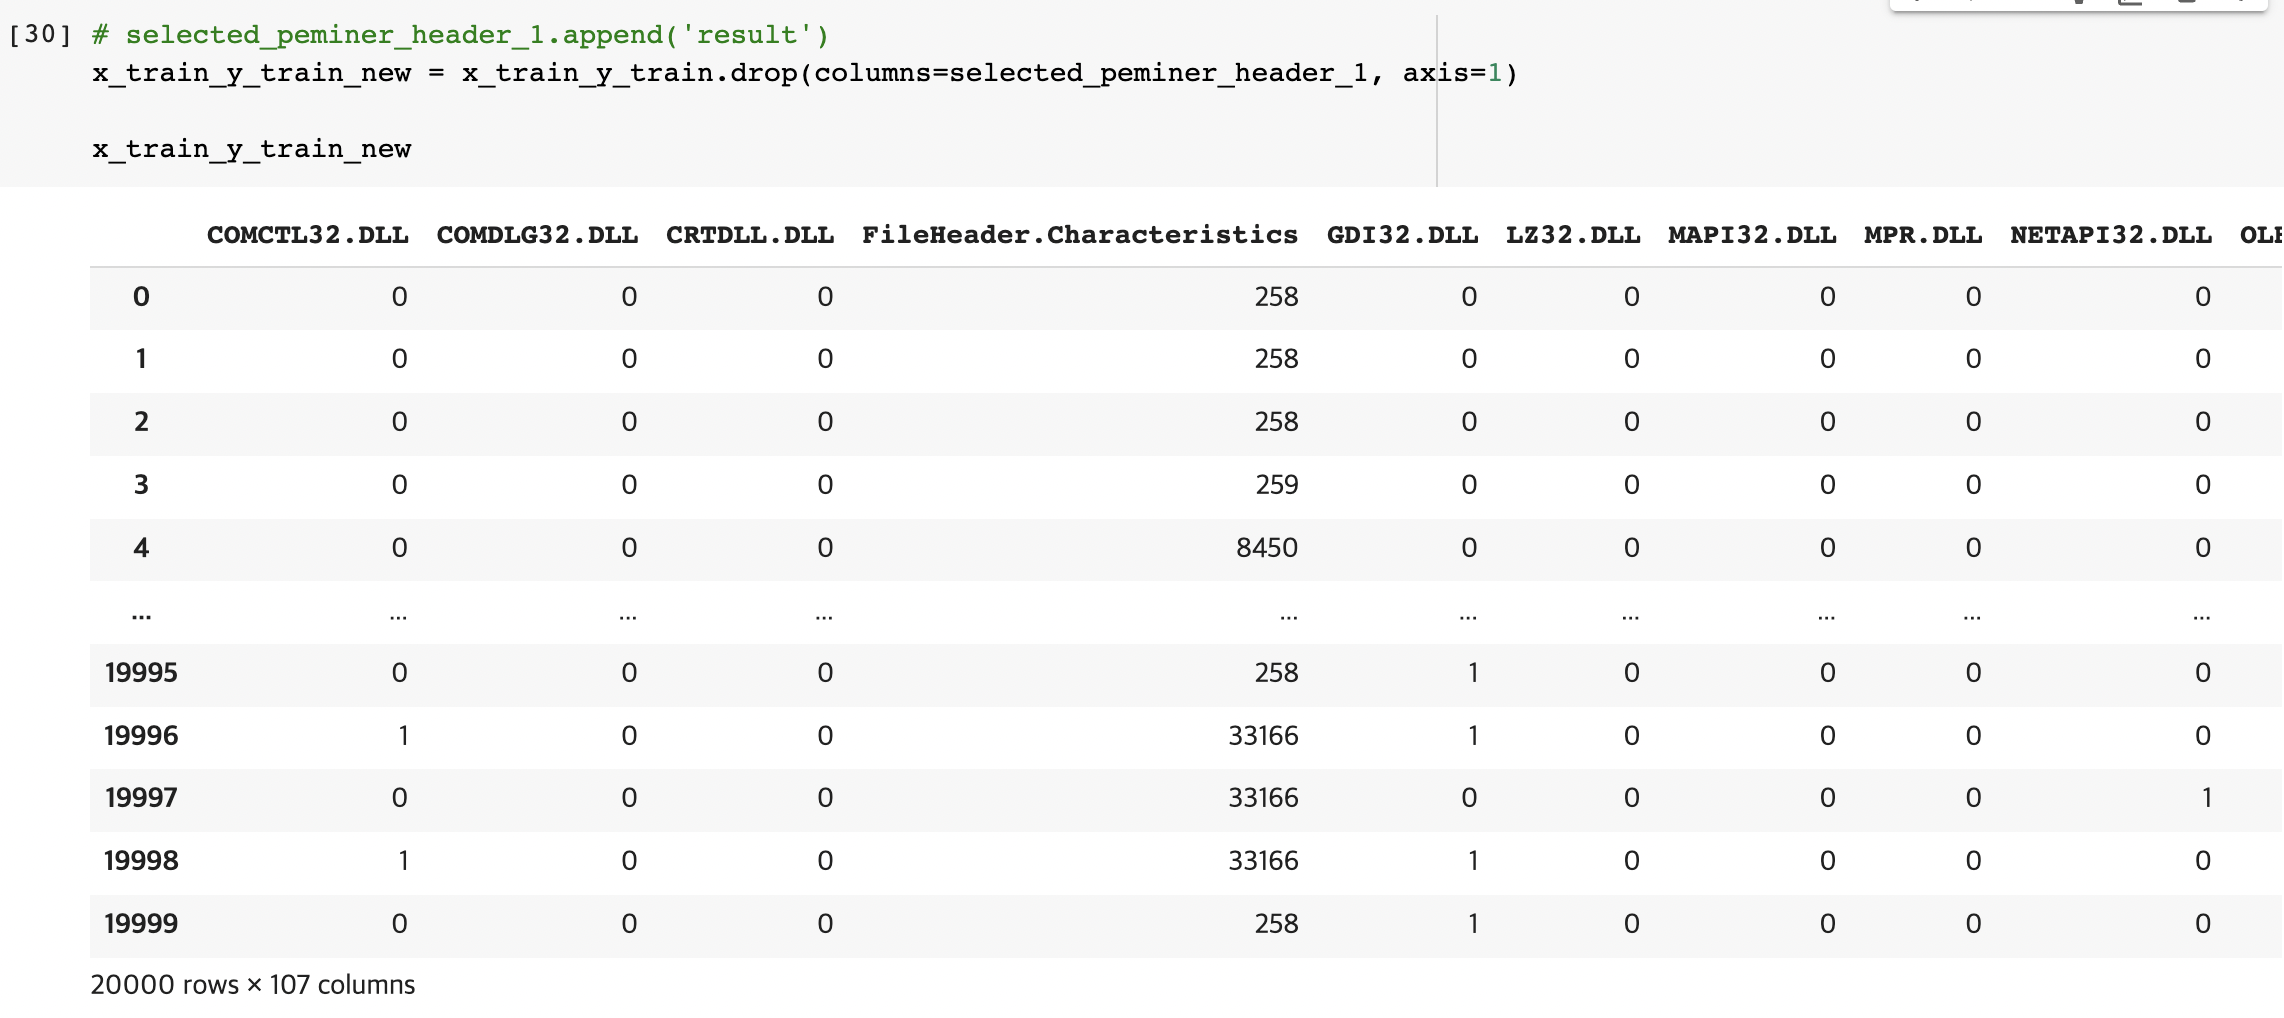 [30] # selected_peminer_header_1.append('result')
x_train_y_train_new = x_train_y_train.drop(columns=selected_peminer_header_1, axis=1)
x_train_y_train_new
COMCTL32.DLL COMDLG32.DLL CRTDLL.DLL FileHeader.Characteristics GDI32.DLL LZ32.DLL MAPI32.DLL MPR.DLL NETAPI32.DLL
0 0 0 0 258 0 0 0 0 0
1 0 0 0 258 0 0 0 0 0
2 0 0 0 258 0 0 0 0 0
3 0 0 0 259 0 0 0 0 0
4 0 0 0 8450 0 0 0 0 0
... ... ... ... ... ... ... ... ... ...
19995 0 0 0 258 1 0 0 0 0
19996 1 0 0 33166 1 0 0 0 0
19997 0 0 0 33166 0 0 0 0 1
19998 1 0 0 33166 1 0 0 0 0
19999 0 0 0 258 1 0 0 0 0
20000 rows × 107 columns